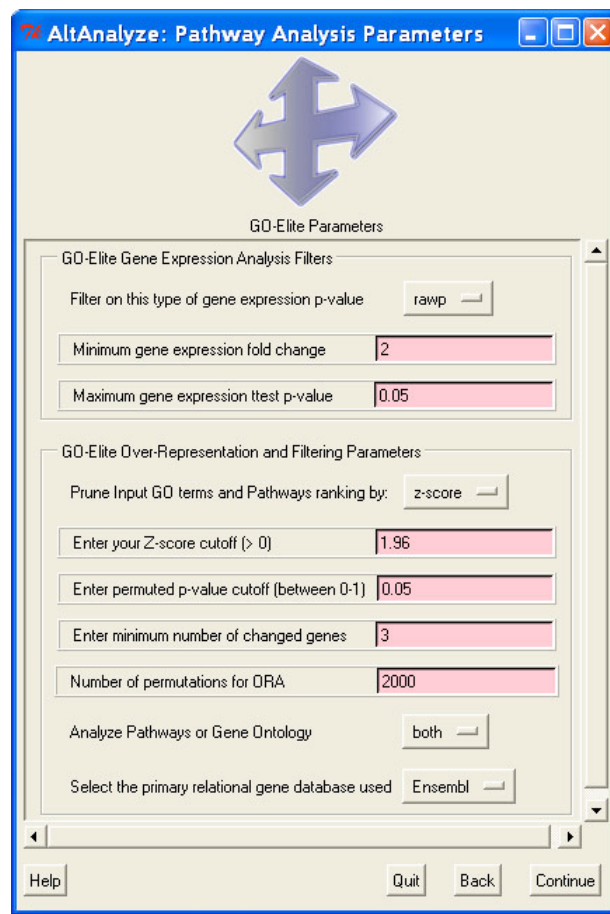 AltAnalyze: Pathway Analysis Parameters
GO-Elite Parameters
GO-Elite Gene Expression Analysis Filters
Filter on this type of gene expression p-value rawp
Minimum gene expression fold change 2
Maximum gene expression ttest p-value 0.05
GO-Elite Over-Representation and Filtering Parameters
Prune Input GO terms and Pathways ranking by: z-score
Enter your Z-score cutoff (> 0) 1.96
Enter permuted p-value cutoff (between 0-1) 0.05
Enter minimum number of changed genes 3
Number of permutations for ORA 2000
Analyze Pathways or Gene Ontology both
Select the primary relational gene database used Ensembl
Help Quit Back Continue